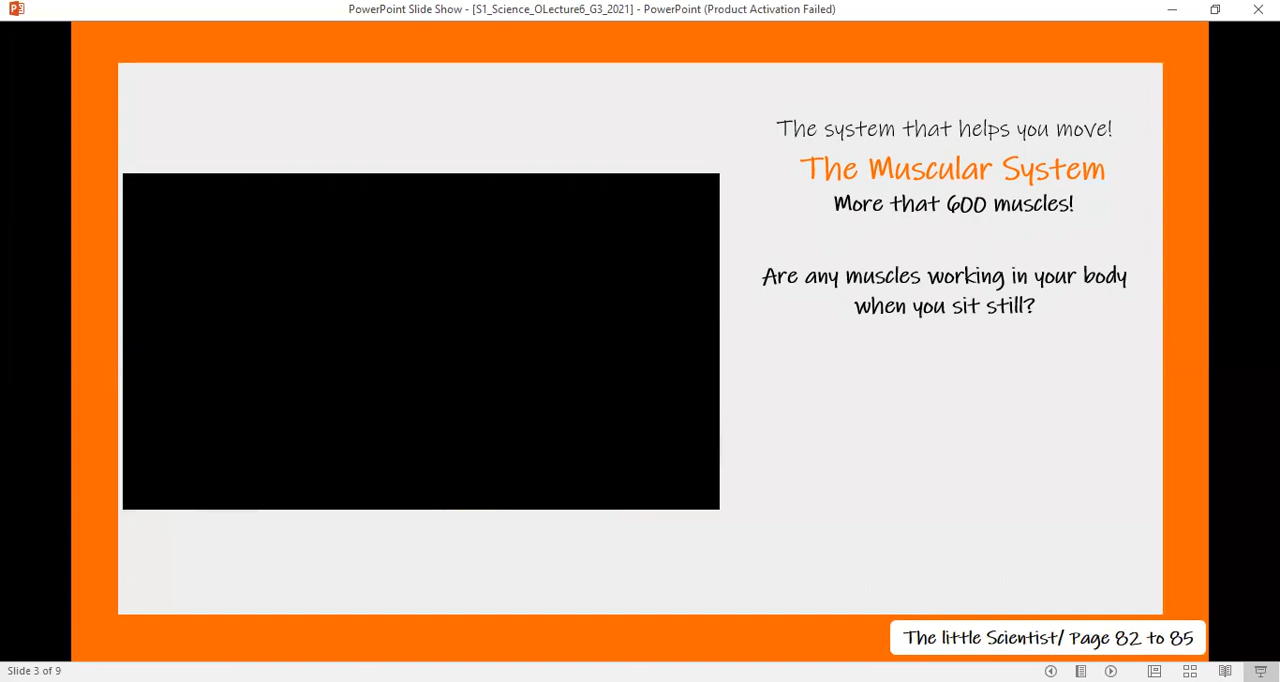 PowerPoint Slide Show - [S1_Science_OLecture6_G3_2021] - PowerPoint (Product Activation Failed)
The system that helps you move!
The Muscular System
More that 600 muscles!
Are any muscles working in your body
when you sit still?
The little Scientist/ Page 82 to 85
Slide 3 of 9